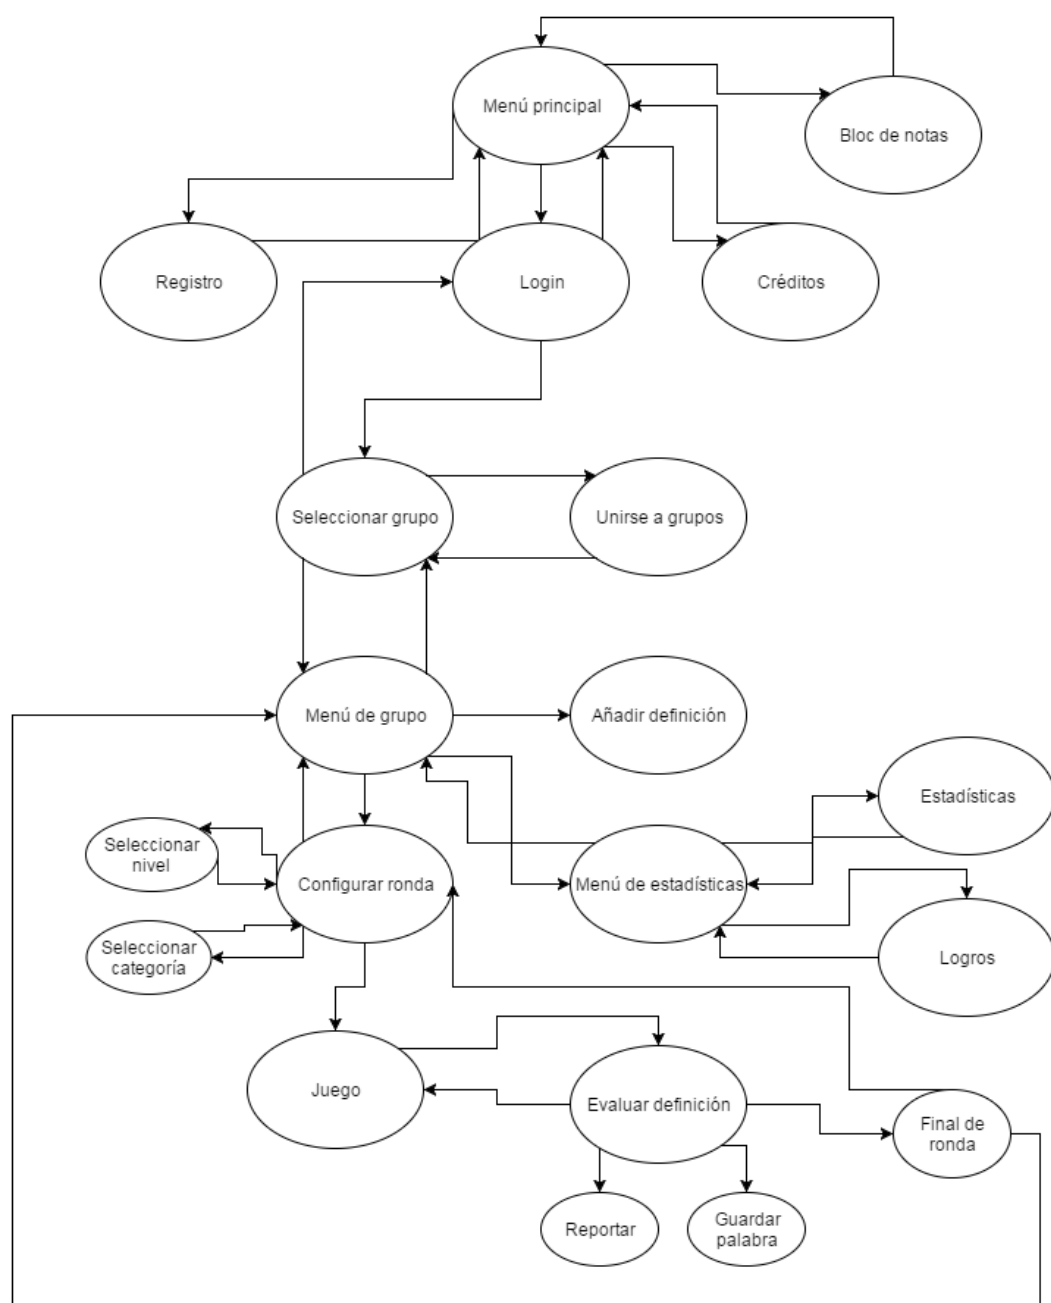 Menú principal
Bloc de notas
Registro
Login
Créditos
Seleccionar grupo
Unirse a grupos
Menú de grupo
Añadir definición
Estadísticas
Seleccionar
nivel
Configurar ronda
Menú de estadísticas
Seleccionar
categoría
Logros
Juego
Evaluar definición
Final de
ronda
Reportar
Guardar
palabra